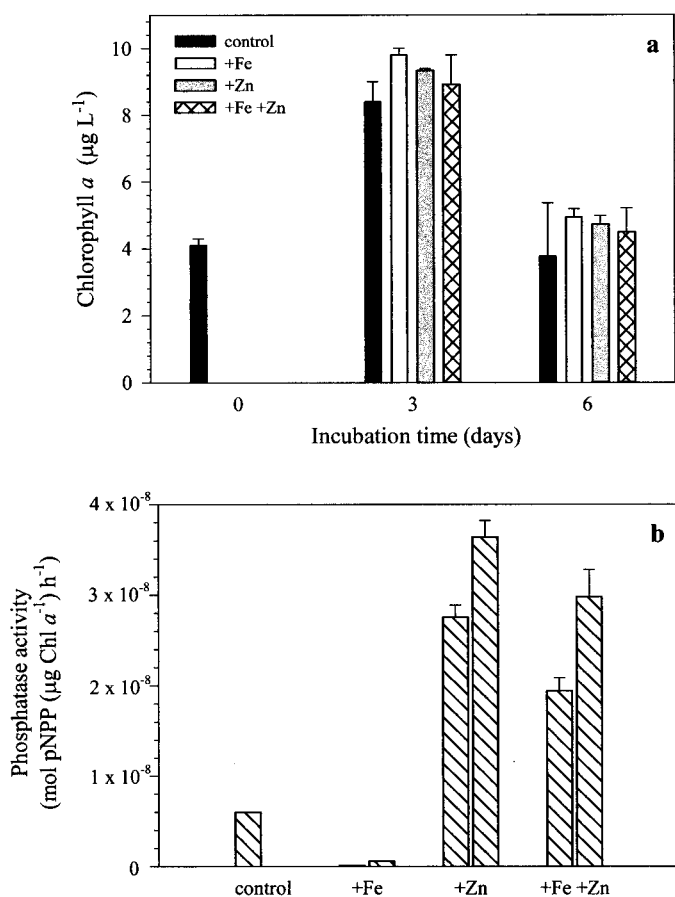 a
control
+Fe
+Zn
+Fe +Zn
10
8
6
4
2
0
Chlorophyll a (µg L⁻¹)
0 3 6
Incubation time (days)
b
4 x 10⁻⁸
3 x 10⁻⁸
2 x 10⁻⁸
1 x 10⁻⁸
0
Phosphatase activity
(mol pNPP (µg Chl a⁻¹) h⁻¹)
control +Fe +Zn +Fe +Zn